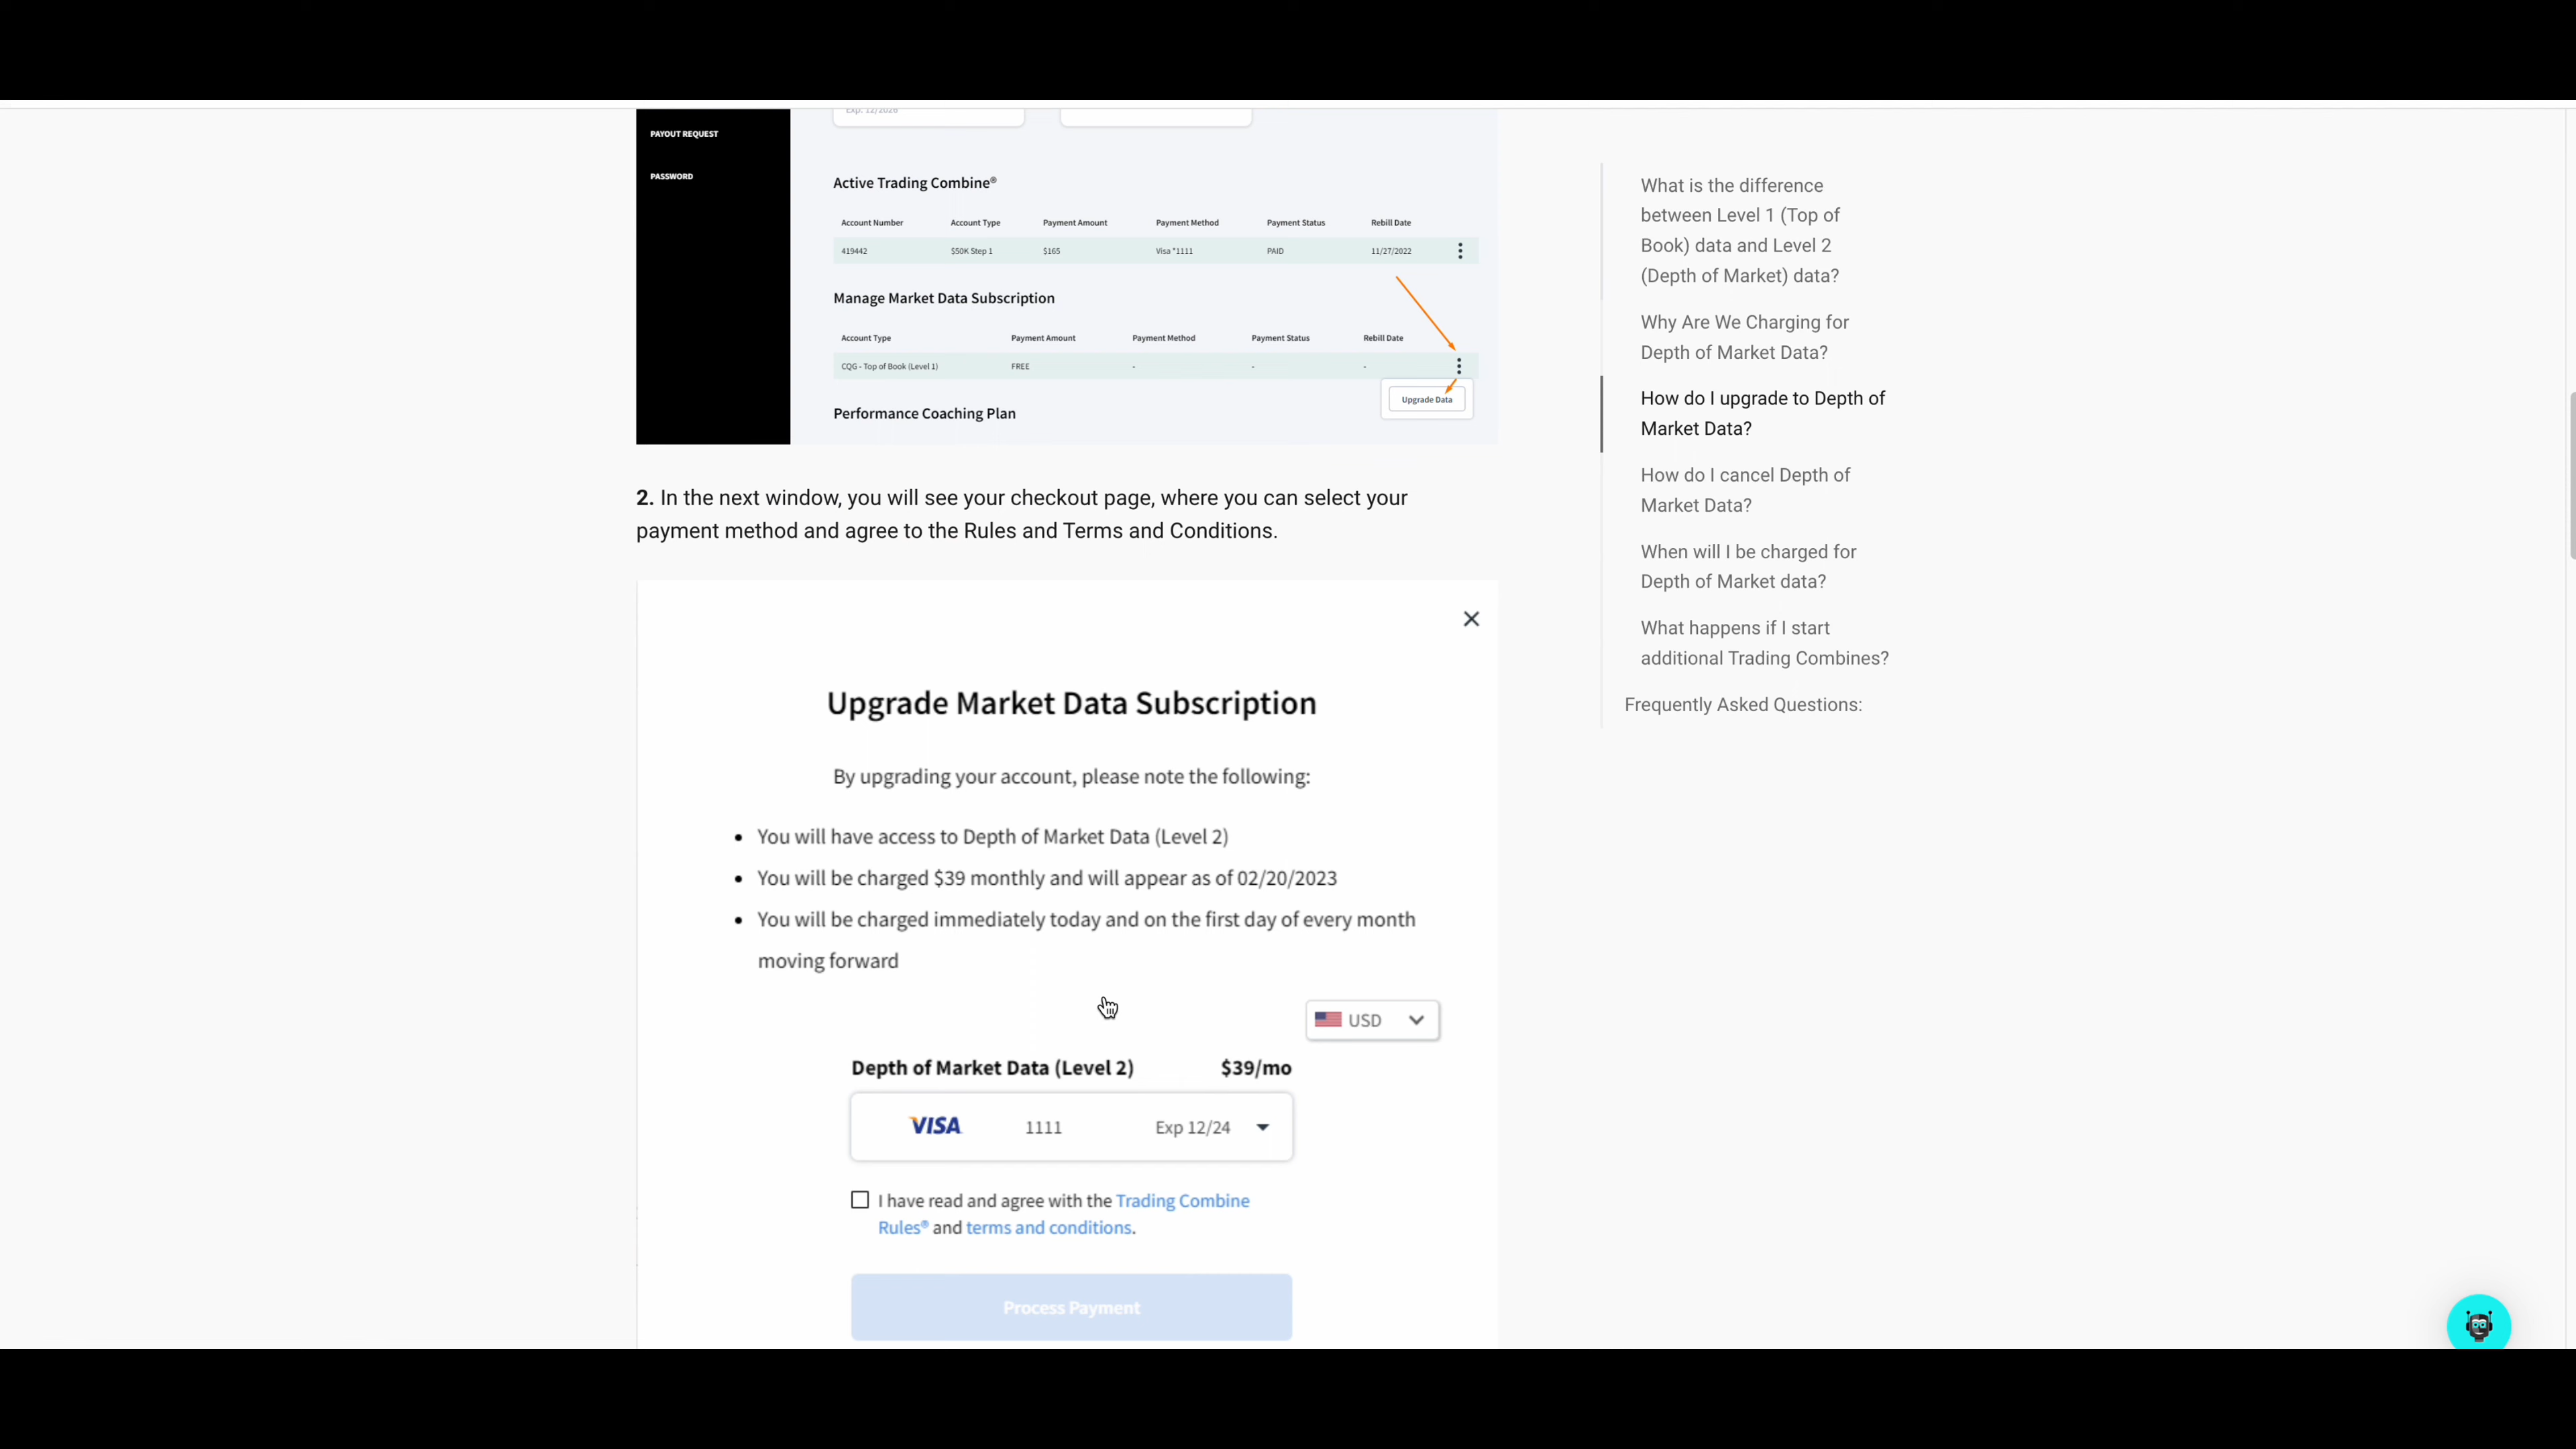 Exp. 12/2026
PAYOUT REQUEST
PASSWORD
Active Trading Combine®
Account Number Account Type Payment Amount Payment Method Payment Status Rebill Date
419442 $50K Step 1 $165 Visa *1111 PAID 11/27/2022
Manage Market Data Subscription
Account Type Payment Amount Payment Method Payment Status Rebill Date
CQG - Top of Book (Level 1) FREE - - -
Upgrade Data
Performance Coaching Plan
2. In the next window, you will see your checkout page, where you can select your
payment method and agree to the Rules and Terms and Conditions.
Upgrade Market Data Subscription
By upgrading your account, please note the following:
• You will have access to Depth of Market Data (Level 2)
• You will be charged $39 monthly and will appear as of 02/20/2023
• You will be charged immediately today and on the first day of every month
moving forward
USD
Depth of Market Data (Level 2) $39/mo
VISA 1111 Exp 12/24
I have read and agree with the Trading Combine
Rules® and terms and conditions.
Process Payment
What is the difference
between Level 1 (Top of
Book) data and Level 2
(Depth of Market) data?
Why Are We Charging for
Depth of Market Data?
How do I upgrade to Depth of
Market Data?
How do I cancel Depth of
Market Data?
When will I be charged for
Depth of Market data?
What happens if I start
additional Trading Combines?
Frequently Asked Questions: